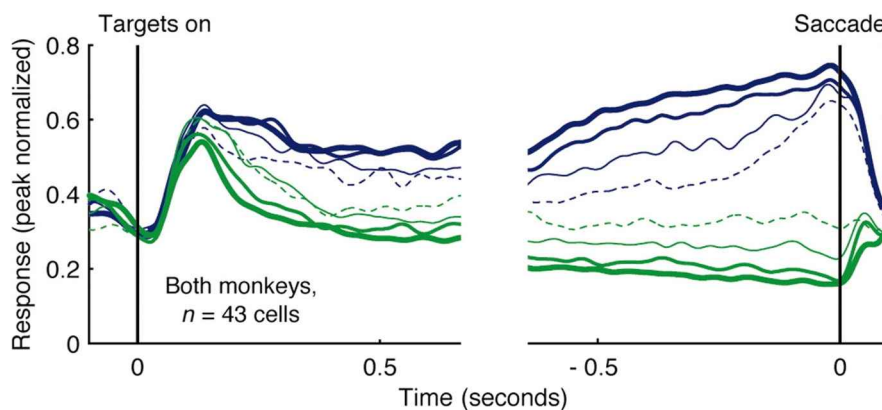 Targets on
Saccade
Response (peak normalized)
0.8
0.6
0.4
0.2
0
Both monkeys,
n = 43 cells
0
0.5
- 0.5
0
Time (seconds)